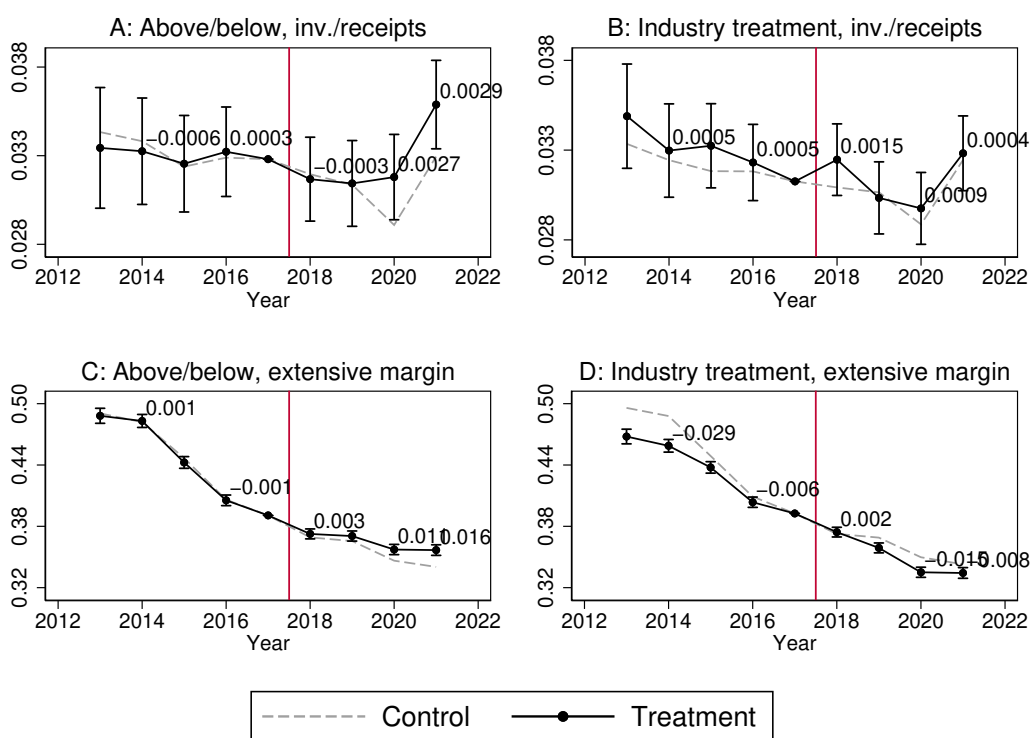 A: Above/below, inv./receipts
0.038
0.033
0.028
−0.0006
0.0003
−0.0003
0.0027
0.0029
2012 2014 2016 2018 2020 2022
Year
B: Industry treatment, inv./receipts
0.038
0.033
0.028
0.0005
0.0005
0.0015
0.0009
0.0004
2012 2014 2016 2018 2020 2022
Year
C: Above/below, extensive margin
0.50
0.44
0.38
0.32
0.001
−0.001
0.003
0.011
0.016
2012 2014 2016 2018 2020 2022
Year
D: Industry treatment, extensive margin
0.50
0.44
0.38
0.32
−0.029
−0.006
0.002
−0.015
−0.008
2012 2014 2016 2018 2020 2022
Year
Control Treatment